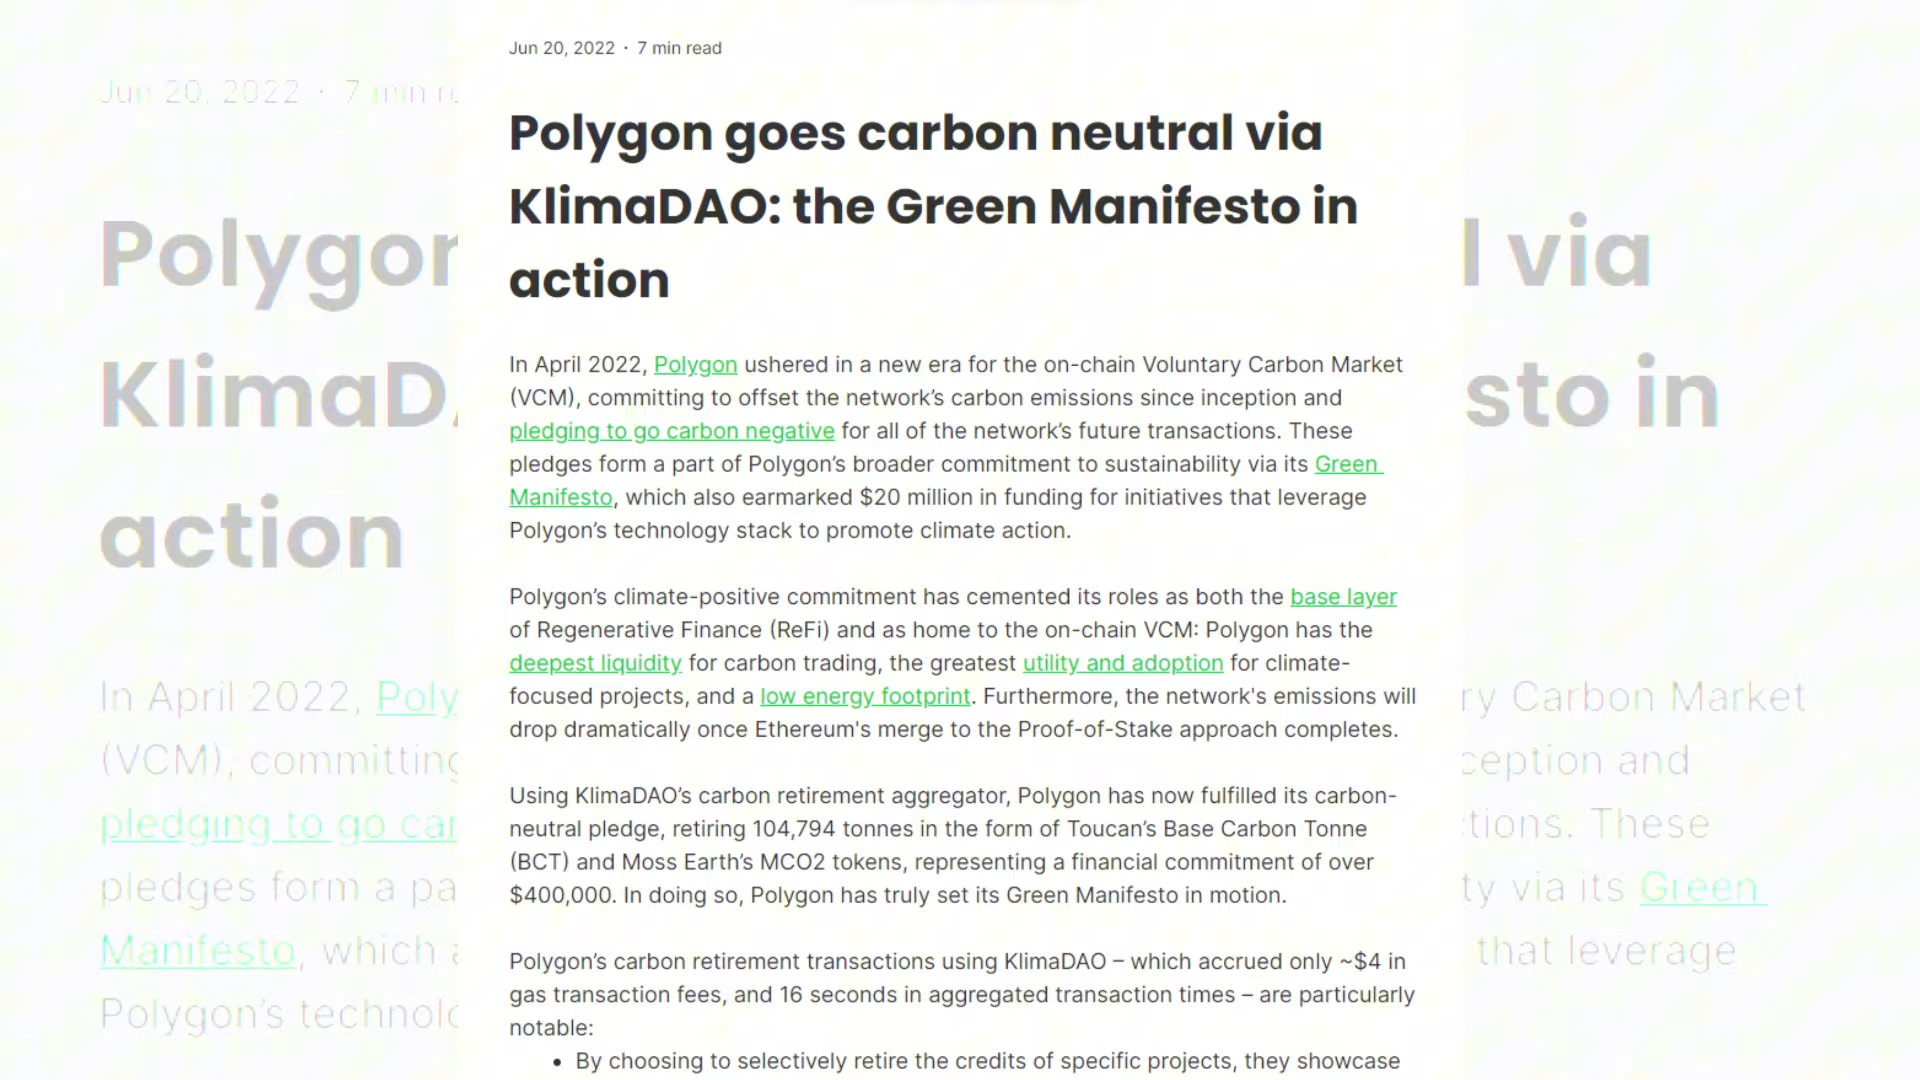 Jun 20, 2022 · 7 min read
Polygon goes carbon neutral via
KlimaDAO: the Green Manifesto in
action
In April 2022, Polygon ushered in a new era for the on-chain Voluntary Carbon Market
(VCM), committing to offset the network’s carbon emissions since inception and
pledging to go carbon negative for all of the network’s future transactions. These
pledges form a part of Polygon’s broader commitment to sustainability via its Green
Manifesto, which also earmarked $20 million in funding for initiatives that leverage
Polygon’s technology stack to promote climate action.
Polygon’s climate-positive commitment has cemented its roles as both the base layer
of Regenerative Finance (ReFi) and as home to the on-chain VCM: Polygon has the
deepest liquidity for carbon trading, the greatest utility and adoption for climate-
focused projects, and a low energy footprint. Furthermore, the network's emissions will
drop dramatically once Ethereum's merge to the Proof-of-Stake approach completes.
Using KlimaDAO’s carbon retirement aggregator, Polygon has now fulfilled its carbon-
neutral pledge, retiring 104,794 tonnes in the form of Toucan’s Base Carbon Tonne
(BCT) and Moss Earth’s MCO2 tokens, representing a financial commitment of over
$400,000. In doing so, Polygon has truly set its Green Manifesto in motion.
Polygon’s carbon retirement transactions using KlimaDAO – which accrued only ~$4 in
gas transaction fees, and 16 seconds in aggregated transaction times – are particularly
notable:
• By choosing to selectively retire the credits of specific projects, they showcase